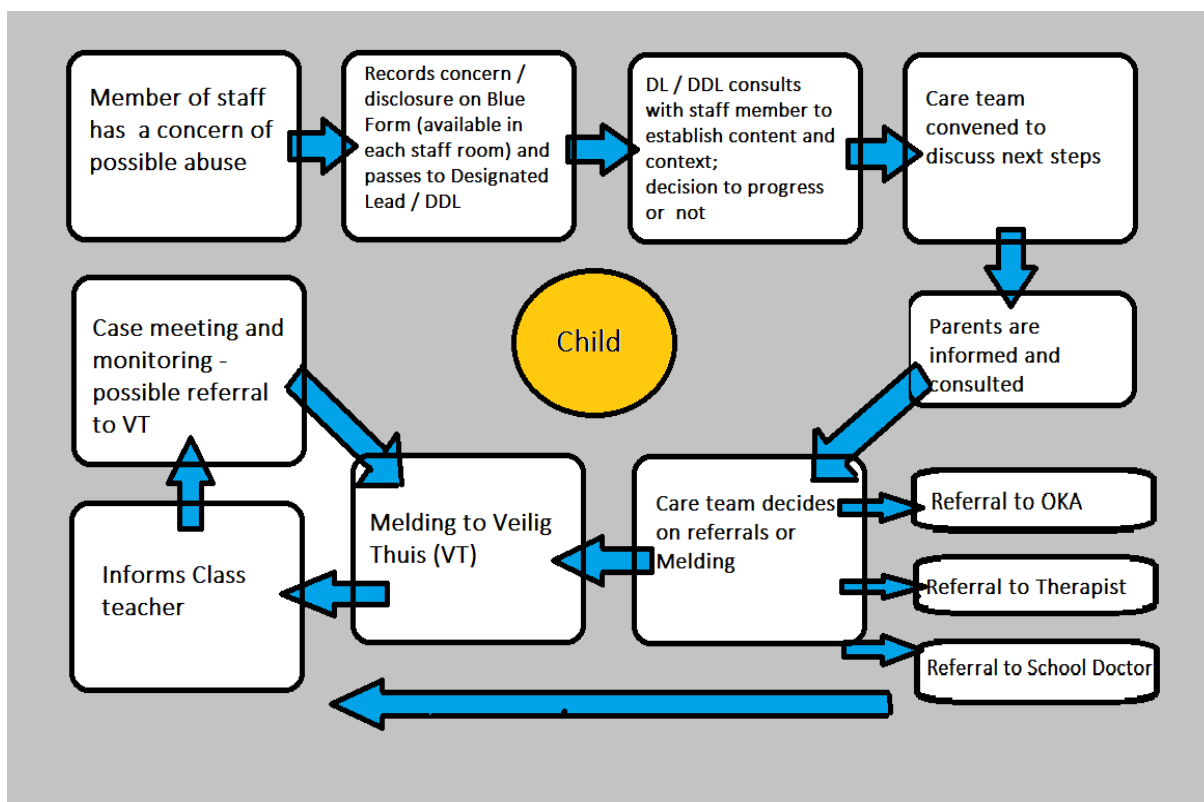 Member of staff
has  a concern of
possible abuse
Records concern /
disclosure on Blue
Form (available in
each staff room) and
passes to Designated
Lead / DDL
DL / DDL consults
with staff member to
establish content and
context;
decision to progress
or  not
Care team
convened to
discuss next steps
Parents are
informed and
consulted
Child
Case meeting and
monitoring -
possible referral
to VT
Care team decides
on referrals or
Melding
Referral to OKA
Referral to Therapist
Referral to School Doctor
Melding to Veilig
Thuis (VT)
Informs Class
teacher